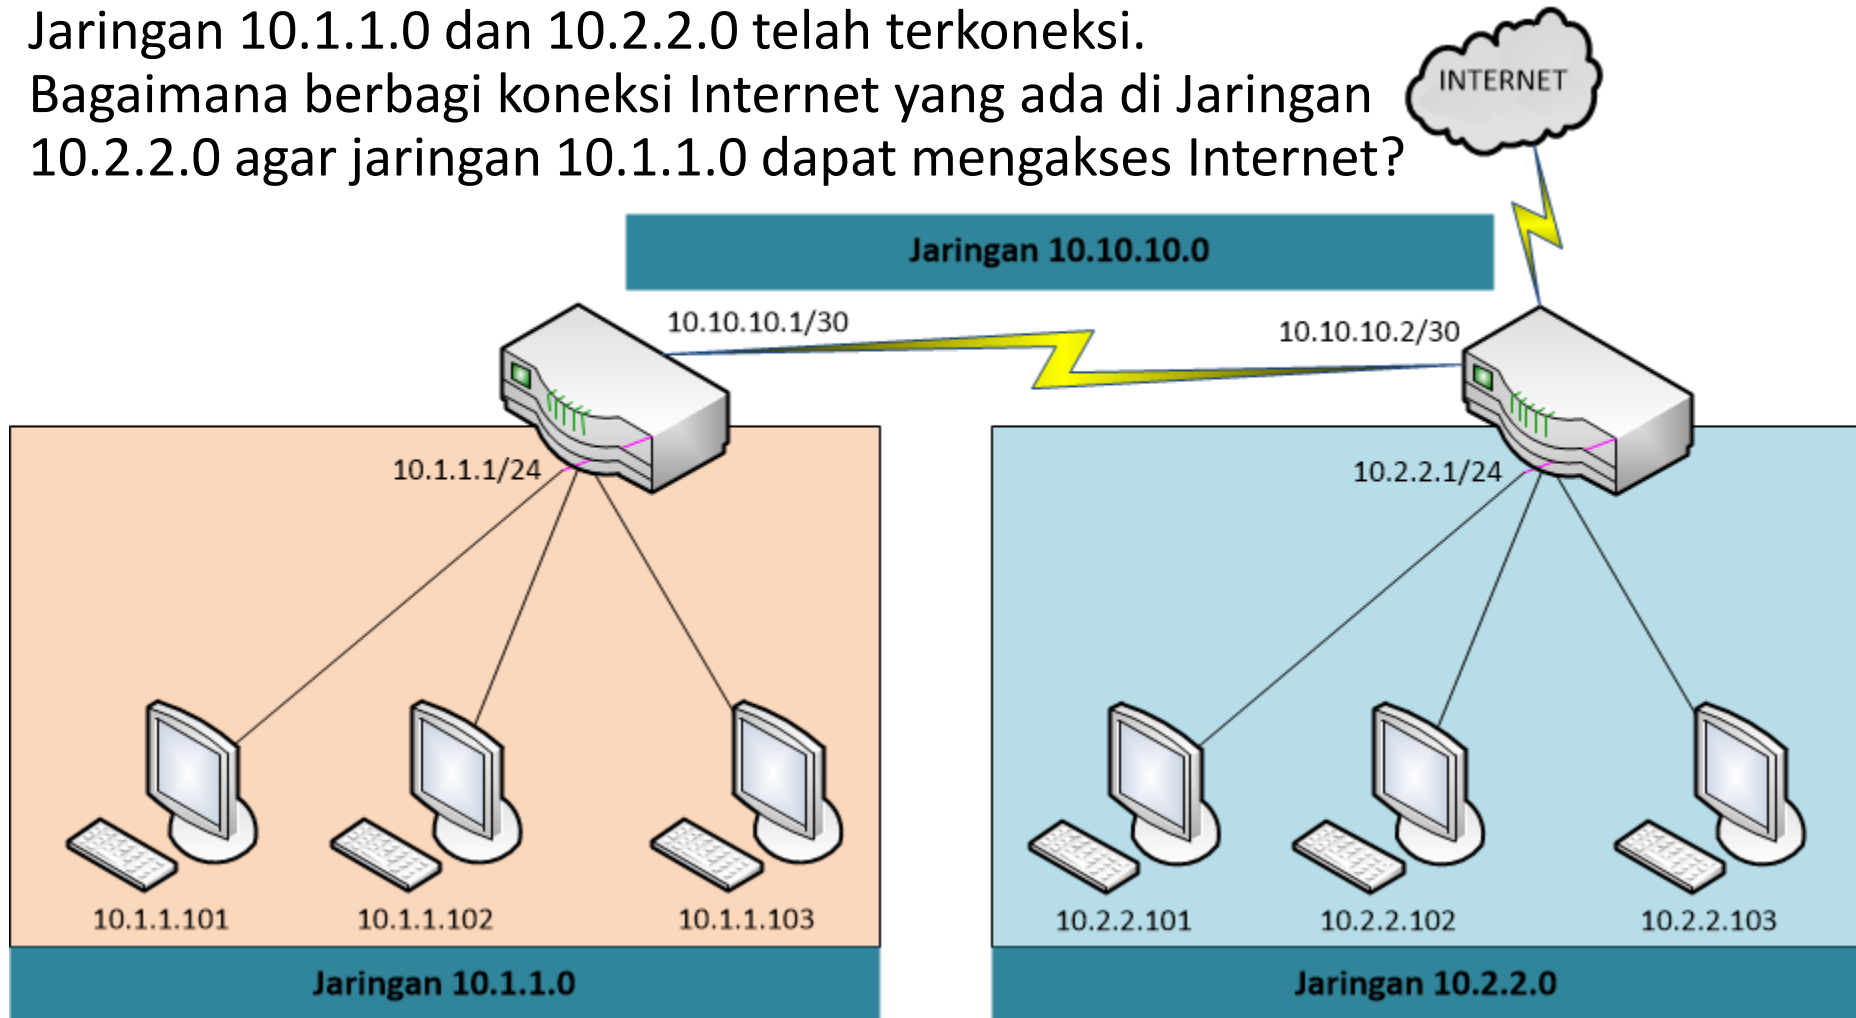 Jaringan 10.1.1.0 dan 10.2.2.0 telah terkoneksi.
Bagaimana berbagi koneksi Internet yang ada di Jaringan
10.2.2.0 agar jaringan 10.1.1.0 dapat mengakses Internet?
INTERNET
Jaringan 10.10.10.0
10.10.10.1/30
10.10.10.2/30
10.1.1.1/24
10.2.2.1/24
10.1.1.101
10.1.1.102
10.1.1.103
10.2.2.101
10.2.2.102
10.2.2.103
Jaringan 10.1.1.0
Jaringan 10.2.2.0